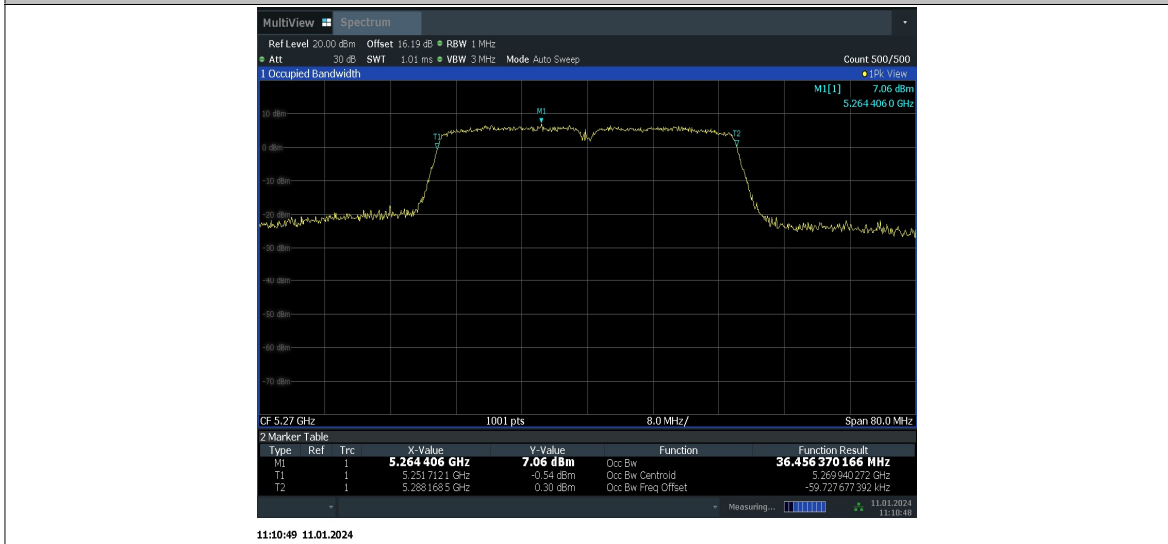 MultiView Spectrum
Ref Level 20.00 dBm Offset 16.19 dB RBW 1 MHz
Att 30 dB SWT 1.01 ms VBW 3 MHz Mode Auto Sweep Count 500/500
1 Occupied Bandwidth 1Pk View
M1[1] 7.06 dBm
5.264 406 0 GHz
10 dBm
M1
T1
T2
0 dBm
-10 dBm
-20 dBm
-30 dBm
-40 dBm
-50 dBm
-60 dBm
-70 dBm
CF 5.27 GHz 1001 pts 8.0 MHz/ Span 80.0 MHz
2 Marker Table
Type Ref Trc X-Value Y-Value Function Function Result
M1 1 5.264 406 GHz 7.06 dBm Occ Bw 36.456 370 166 MHz
T1 1 5.251 712 1 GHz -0.54 dBm Occ Bw Centroid 5.269 940 272 GHz
T2 1 5.288 168 5 GHz 0.30 dBm Occ Bw Freq Offset -59.727 677 392 kHz
Measuring... 11.01.2024
11:10:48
11:10:49 11.01.2024